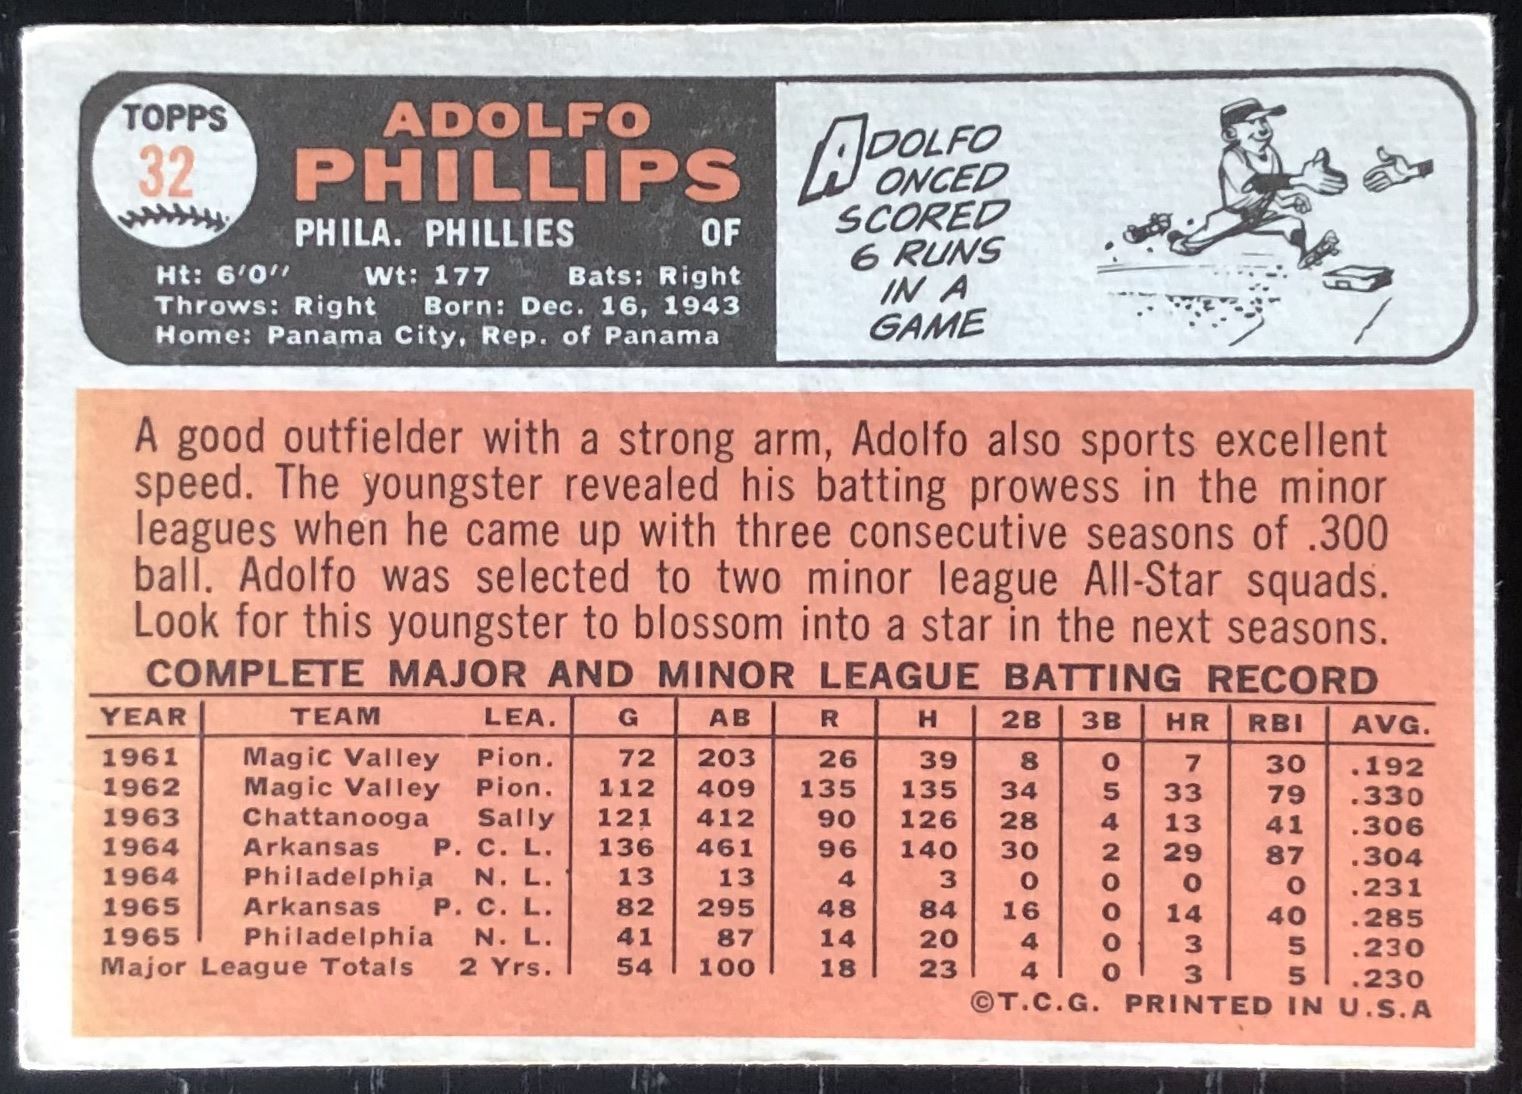 TOPPS
32
ADOLFO
PHILLIPS
PHILA. PHILLIES OF
Ht: 6'0" Wt: 177 Bats: Right
Throws: Right Born: Dec. 16, 1943
Home: Panama City, Rep. of Panama
ADOLFO
ONCED
SCORED
6 RUNS
IN A
GAME
A good outfielder with a strong arm, Adolfo also sports excellent
speed. The youngster revealed his batting prowess in the minor
leagues when he came up with three consecutive seasons of .300
ball. Adolfo was selected to two minor league All-Star squads.
Look for this youngster to blossom into a star in the next seasons.
COMPLETE MAJOR AND MINOR LEAGUE BATTING RECORD
YEAR TEAM LEA. G AB R H 2B 3B HR RBI AVG.
1961 Magic Valley Pion. 72 203 26 39 8 0 7 30 .192
1962 Magic Valley Pion. 112 409 135 135 34 5 33 79 .330
1963 Chattanooga Sally 121 412 90 126 28 4 13 41 .306
1964 Arkansas P. C. L. 136 461 96 140 30 2 29 87 .304
1964 Philadelphia N. L. 13 13 4 3 0 0 0 0 .231
1965 Arkansas P. C. L. 82 295 48 84 16 0 14 40 .285
1965 Philadelphia N. L. 41 87 14 20 4 0 3 5 .230
Major League Totals 2 Yrs. 54 100 18 23 4 0 3 5 .230
©T.C.G. PRINTED IN U.S.A